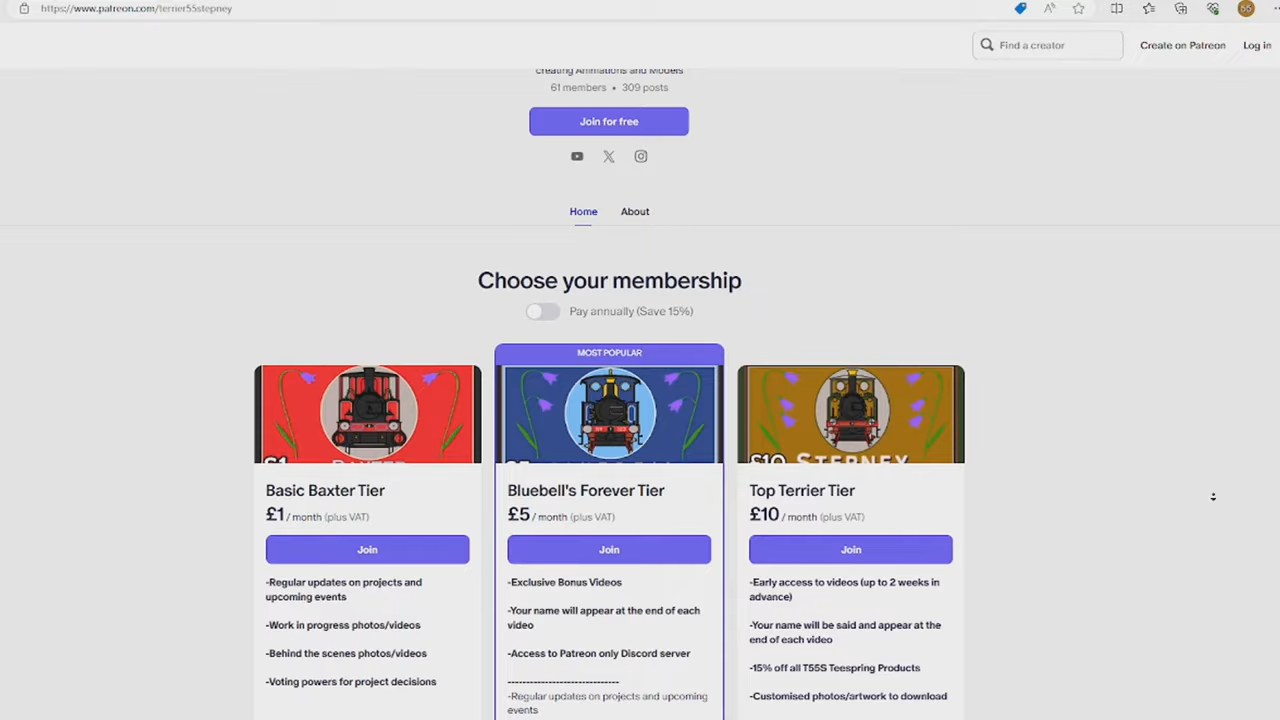 https://www.patreon.com/terrier55stepney
Find a creator
Create on Patreon
Log in
creating Animations and Models
61 members • 309 posts
Join for free
Home
About
Choose your membership
Pay annually (Save 15%)
MOST POPULAR
£1
£10 STEPNEY
Basic Baxter Tier
£1 / month (plus VAT)
Join
-Regular updates on projects and
upcoming events
-Work in progress photos/videos
-Behind the scenes photos/videos
-Voting powers for project decisions
Bluebell's Forever Tier
£5 / month (plus VAT)
Join
-Exclusive Bonus Videos
-Your name will appear at the end of each
video
-Access to Patreon only Discord server
------------------------------
-Regular updates on projects and upcoming
events
Top Terrier Tier
£10 / month (plus VAT)
Join
-Early access to videos (up to 2 weeks in
advance)
-Your name will be said and appear at the
end of each video
-15% off all T55S Teespring Products
-Customised photos/artwork to download